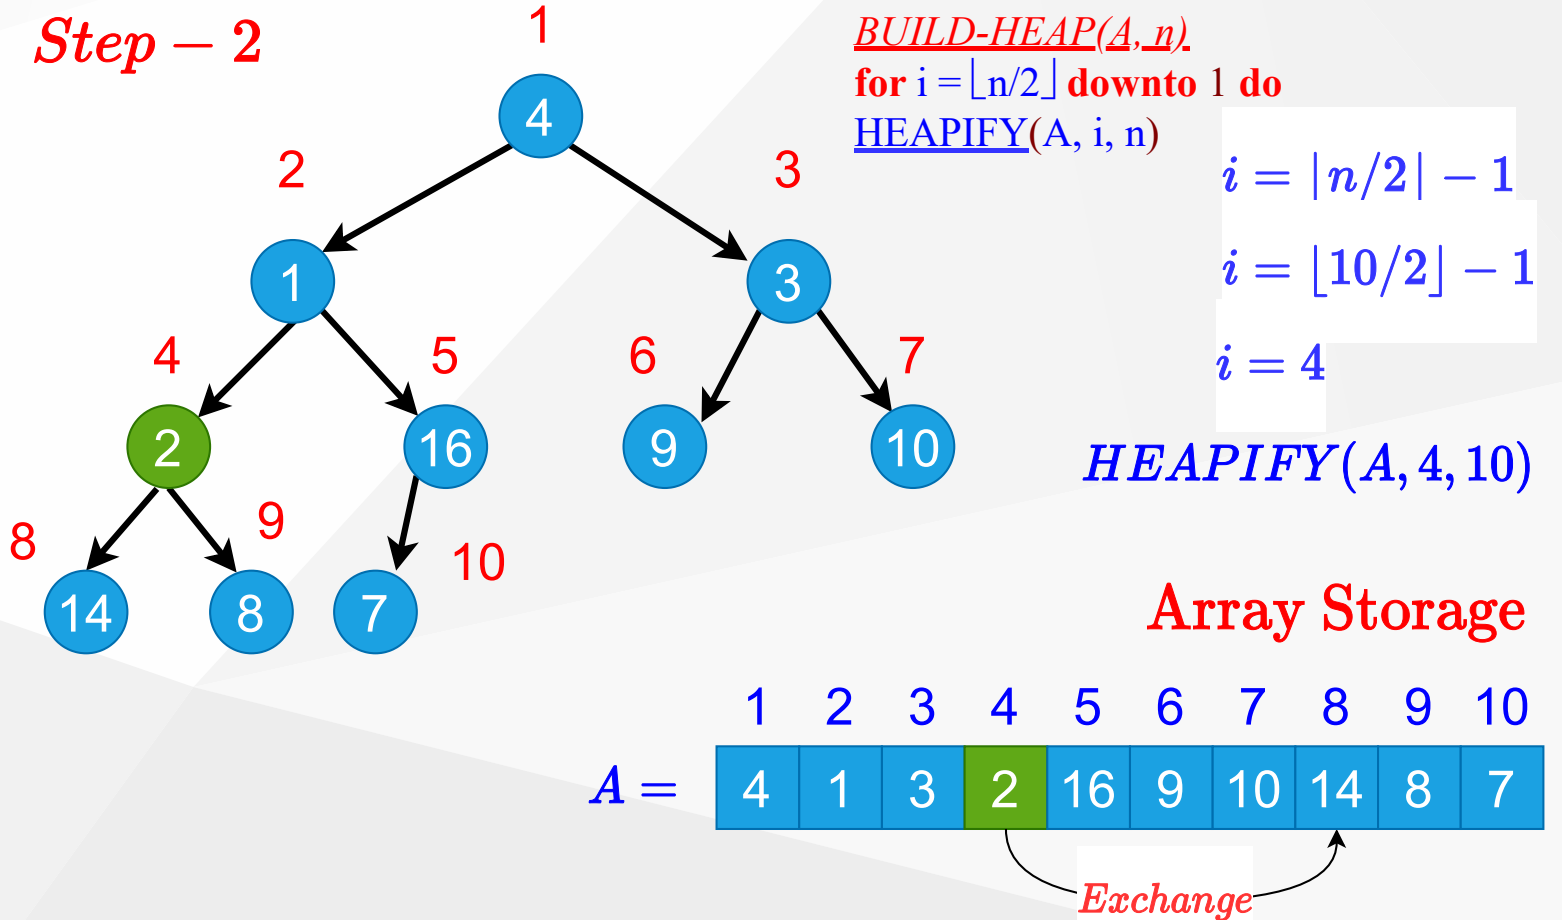 Step − 2
1
BUILD-HEAP(A, n)
for i = ⌊n/2⌋ downto 1 do
HEAPIFY(A, i, n)
4
2
3
i = |n/2| − 1
1
3
i = ⌊10/2⌋ − 1
4
5
6
7
i = 4
2
16
9
10
HEAPIFY(A, 4, 10)
8
9
10
14
8
7
Array Storage
1 2 3 4 5 6 7 8 9 10
A = 4 1 3 2 16 9 10 14 8 7
Exchange